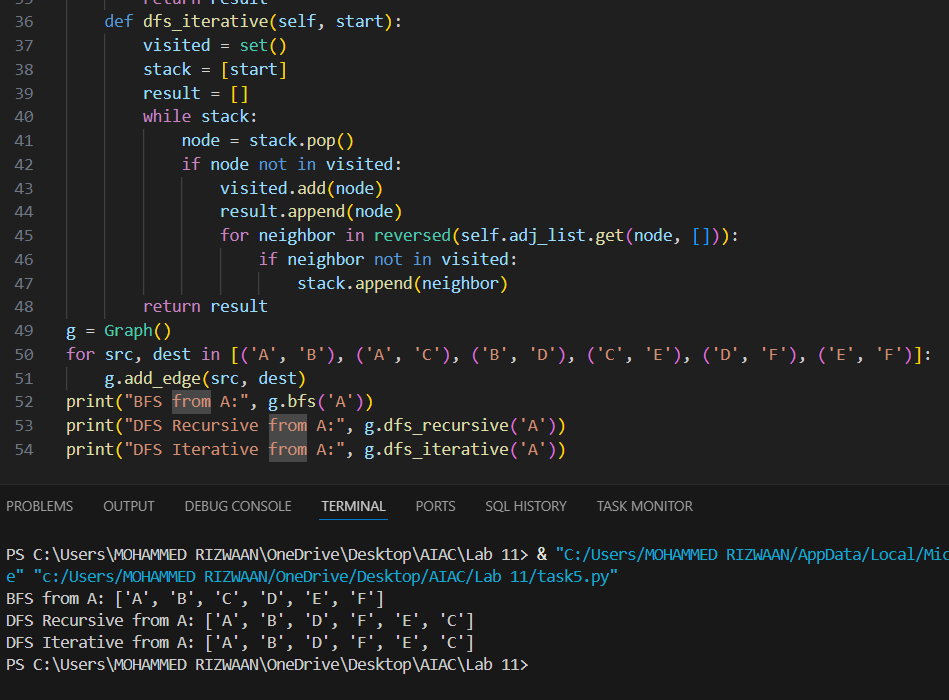 35 return result
36 def dfs_iterative(self, start):
37 visited = set()
38 stack = [start]
39 result = []
40 while stack:
41 node = stack.pop()
42 if node not in visited:
43 visited.add(node)
44 result.append(node)
45 for neighbor in reversed(self.adj_list.get(node, [])):
46 if neighbor not in visited:
47 stack.append(neighbor)
48 return result
49 g = Graph()
50 for src, dest in [('A', 'B'), ('A', 'C'), ('B', 'D'), ('C', 'E'), ('D', 'F'), ('E', 'F')]:
51 g.add_edge(src, dest)
52 print("BFS from A:", g.bfs('A'))
53 print("DFS Recursive from A:", g.dfs_recursive('A'))
54 print("DFS Iterative from A:", g.dfs_iterative('A'))
PROBLEMS OUTPUT DEBUG CONSOLE TERMINAL PORTS SQL HISTORY TASK MONITOR
PS C:\Users\MOHAMMED RIZWAAN\OneDrive\Desktop\AIAC\Lab 11> & "C:/Users/MOHAMMED RIZWAAN/AppData/Local/Mic
e" "c:/Users/MOHAMMED RIZWAAN/OneDrive/Desktop/AIAC/Lab 11/task5.py"
BFS from A: ['A', 'B', 'C', 'D', 'E', 'F']
DFS Recursive from A: ['A', 'B', 'D', 'F', 'E', 'C']
DFS Iterative from A: ['A', 'B', 'D', 'F', 'E', 'C']
PS C:\Users\MOHAMMED RIZWAAN\OneDrive\Desktop\AIAC\Lab 11>